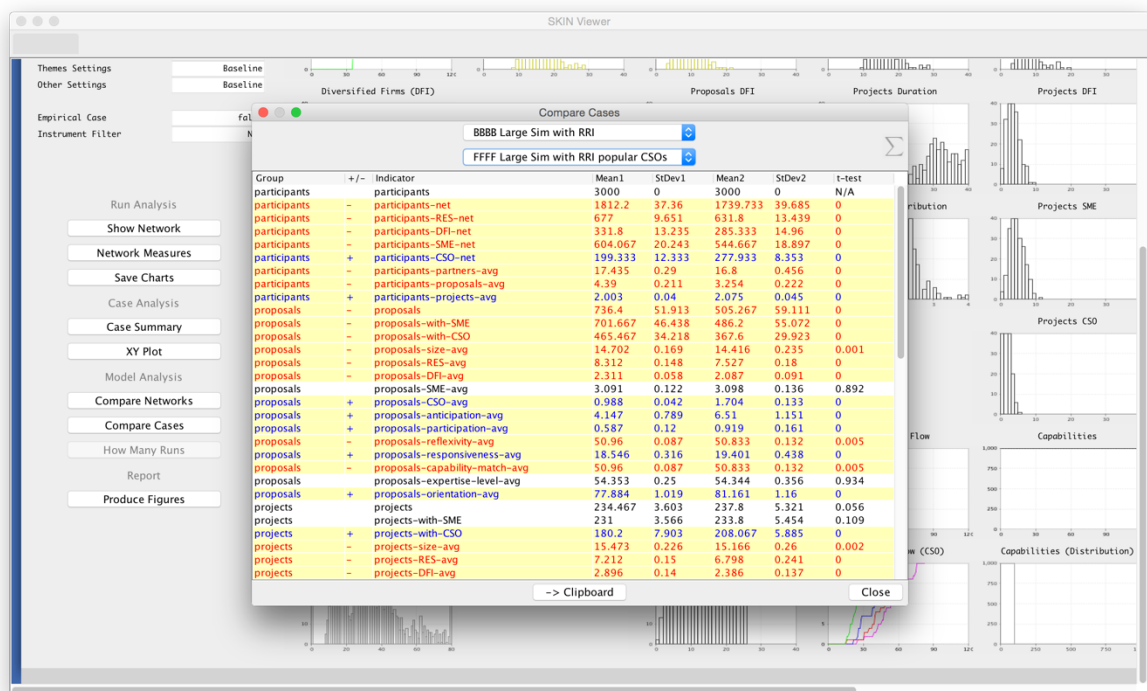 SKIN Viewer
Themes Settings Baseline
Other Settings Baseline
Empirical Case fal
Instrument Filter N
Run Analysis
Show Network
Network Measures
Save Charts
Case Analysis
Case Summary
XY Plot
Model Analysis
Compare Networks
Compare Cases
How Many Runs
Report
Produce Figures
Diversified Firms (DFI)
Proposals DFI
Projects Duration
Projects DFI
Projects SME
Projects CSO
Capabilities
Capabilities (Distribution)
ribution
Flow
(CSO)
Compare Cases
BBBB Large Sim with RRI
FFFF Large Sim with RRI popular CSOs
Σ
Group +/- Indicator Mean1 StDev1 Mean2 StDev2 t-test
participants participants 3000 0 3000 0 N/A
participants – participants-net 1812.2 37.36 1739.733 39.685 0
participants – participants-RES-net 677 9.651 631.8 13.439 0
participants – participants-DFI-net 331.8 13.235 285.333 14.96 0
participants – participants-SME-net 604.067 20.243 544.667 18.897 0
participants + participants-CSO-net 199.333 12.333 277.933 8.353 0
participants – participants-partners-avg 17.435 0.29 16.8 0.456 0
participants – participants-proposals-avg 4.39 0.211 3.254 0.222 0
participants + participants-projects-avg 2.003 0.04 2.075 0.045 0
proposals – proposals 736.4 51.913 505.267 59.111 0
proposals – proposals-with-SME 701.667 46.438 486.2 55.072 0
proposals – proposals-with-CSO 465.467 34.218 367.6 29.923 0
proposals – proposals-size-avg 14.702 0.169 14.416 0.235 0.001
proposals – proposals-RES-avg 8.312 0.148 7.527 0.18 0
proposals – proposals-DFI-avg 2.311 0.058 2.087 0.091 0
proposals proposals-SME-avg 3.091 0.122 3.098 0.136 0.892
proposals + proposals-CSO-avg 0.988 0.042 1.704 0.133 0
proposals + proposals-anticipation-avg 4.147 0.789 6.51 1.151 0
proposals + proposals-participation-avg 0.587 0.12 0.919 0.161 0
proposals – proposals-reflexivity-avg 50.96 0.087 50.833 0.132 0.005
proposals + proposals-responsiveness-avg 18.546 0.316 19.401 0.438 0
proposals – proposals-capability-match-avg 50.96 0.087 50.833 0.132 0.005
proposals proposals-expertise-level-avg 54.353 0.25 54.344 0.356 0.934
proposals + proposals-orientation-avg 77.884 1.019 81.161 1.16 0
projects projects 234.467 3.603 237.8 5.321 0.056
projects projects-with-SME 231 3.566 233.8 5.454 0.109
projects + projects-with-CSO 180.2 7.903 208.067 5.885 0
projects – projects-size-avg 15.473 0.226 15.166 0.26 0.002
projects – projects-RES-avg 7.212 0.15 6.798 0.241 0
projects – projects-DFI-avg 2.896 0.14 2.386 0.137 0
-> Clipboard
Close